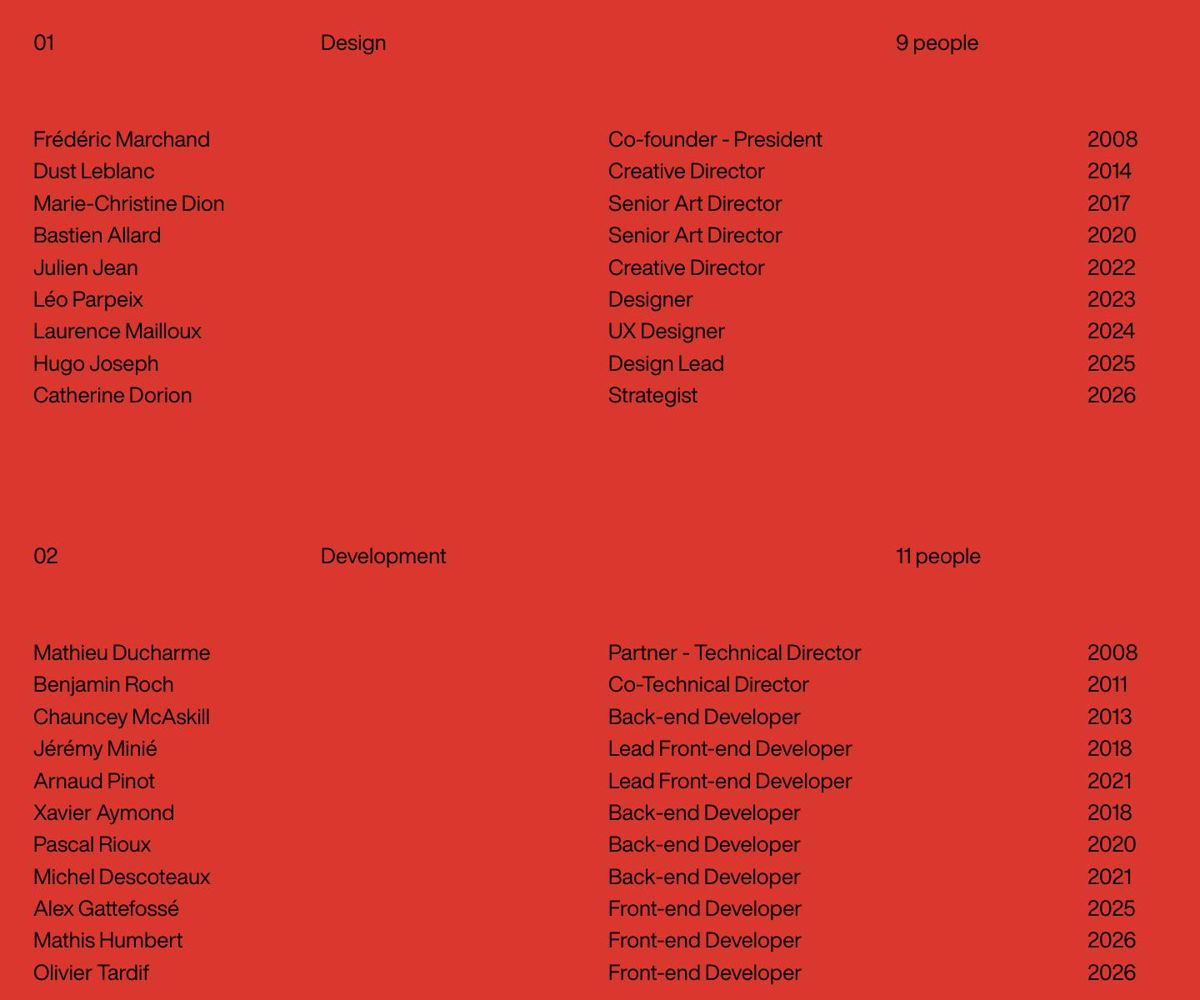 01 Design 9 people
Frédéric Marchand Co-founder - President 2008
Dust Leblanc Creative Director 2014
Marie-Christine Dion Senior Art Director 2017
Bastien Allard Senior Art Director 2020
Julien Jean Creative Director 2022
Léo Parpeix Designer 2023
Laurence Mailloux UX Designer 2024
Hugo Joseph Design Lead 2025
Catherine Dorion Strategist 2026
02 Development 11 people
Mathieu Ducharme Partner - Technical Director 2008
Benjamin Roch Co-Technical Director 2011
Chauncey McAskill Back-end Developer 2013
Jérémy Minié Lead Front-end Developer 2018
Arnaud Pinot Lead Front-end Developer 2021
Xavier Aymond Back-end Developer 2018
Pascal Rioux Back-end Developer 2020
Michel Descoteaux Back-end Developer 2021
Alex Gattefossé Front-end Developer 2025
Mathis Humbert Front-end Developer 2026
Olivier Tardif Front-end Developer 2026